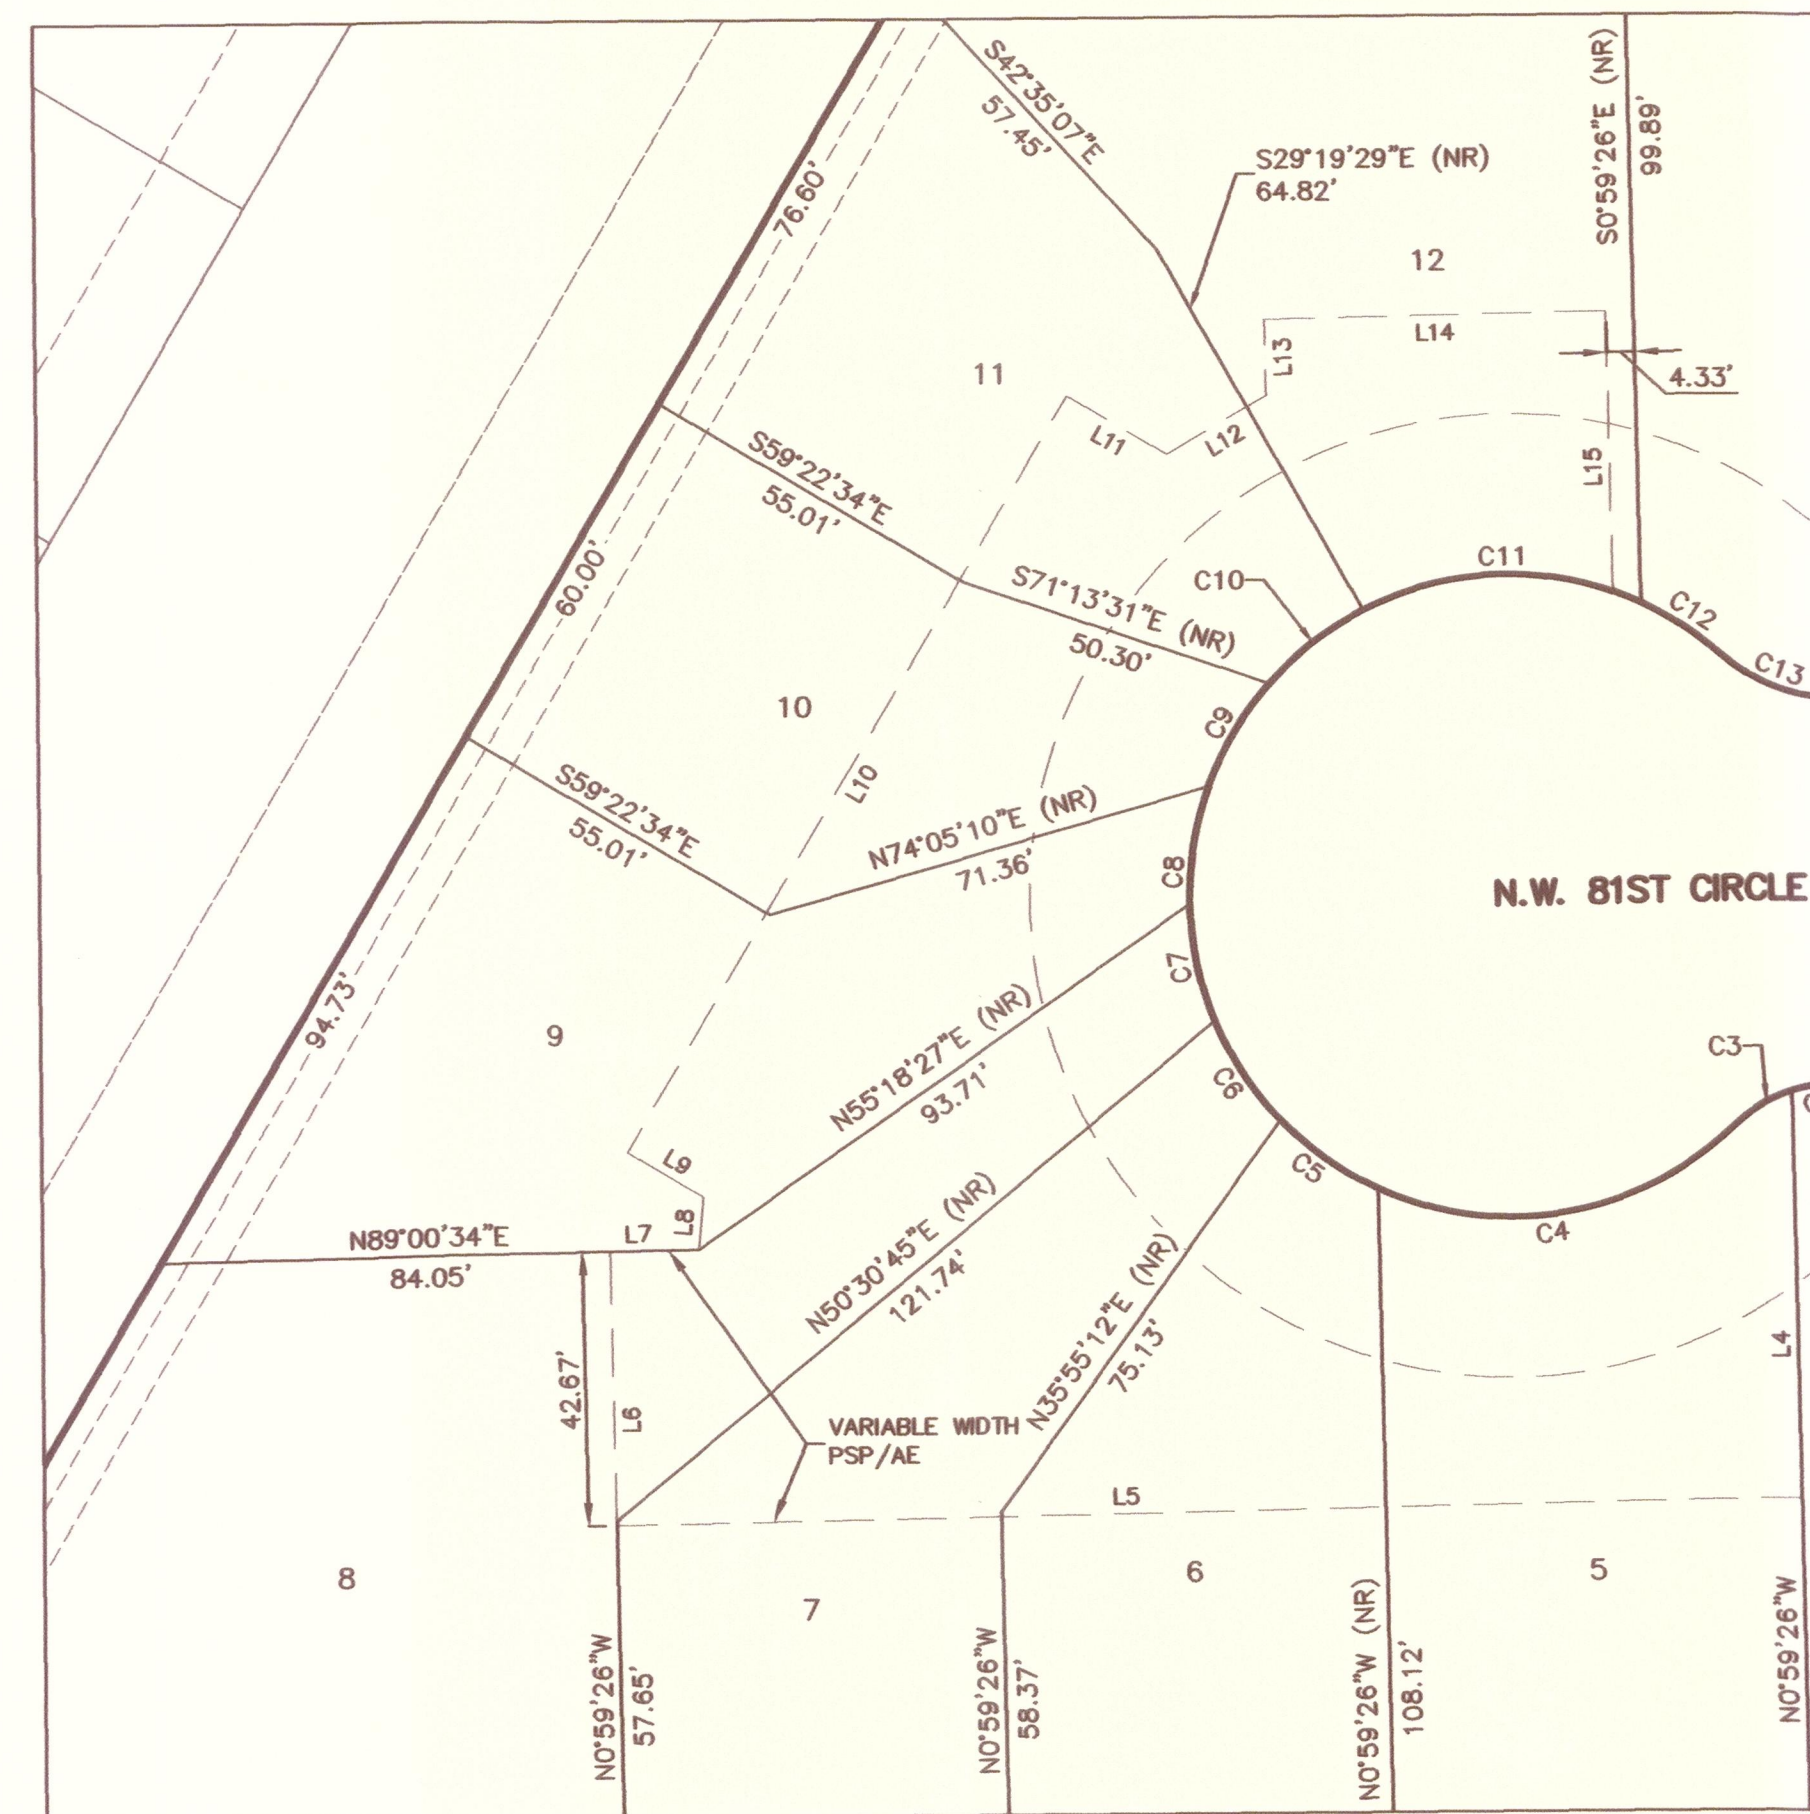 S42°35'07"E
57.45'
S29°19'29"E (NR)
64.82'
S0°59'26"E (NR)
99.89'
76.60'
12
L14
L13
4.33'
11
L11
L12
L15
S59°22'34"E
55.01'
60.00'
S71°13'31"E (NR)
50.30'
C10
C11
C12
C13
10
C9
L10
S59°22'34"E
55.01'
N74°05'10"E (NR)
71.36'
C8
N.W. 81ST CIRCLE
94.73'
9
C7
N55°18'27"E (NR)
93.71'
C6
C3
C5
C4
L9
L8
L7
N89°00'34"E
84.05'
N50°30'45"E (NR)
121.74'
N35°55'12"E (NR)
75.13'
L4
42.67'
L6
VARIABLE WIDTH
PSP/AE
L5
8
7
6
5
N0°59'26"W
57.65'
N0°59'26"W
58.37'
N0°59'26"W (NR)
108.12'
N0°59'26"W